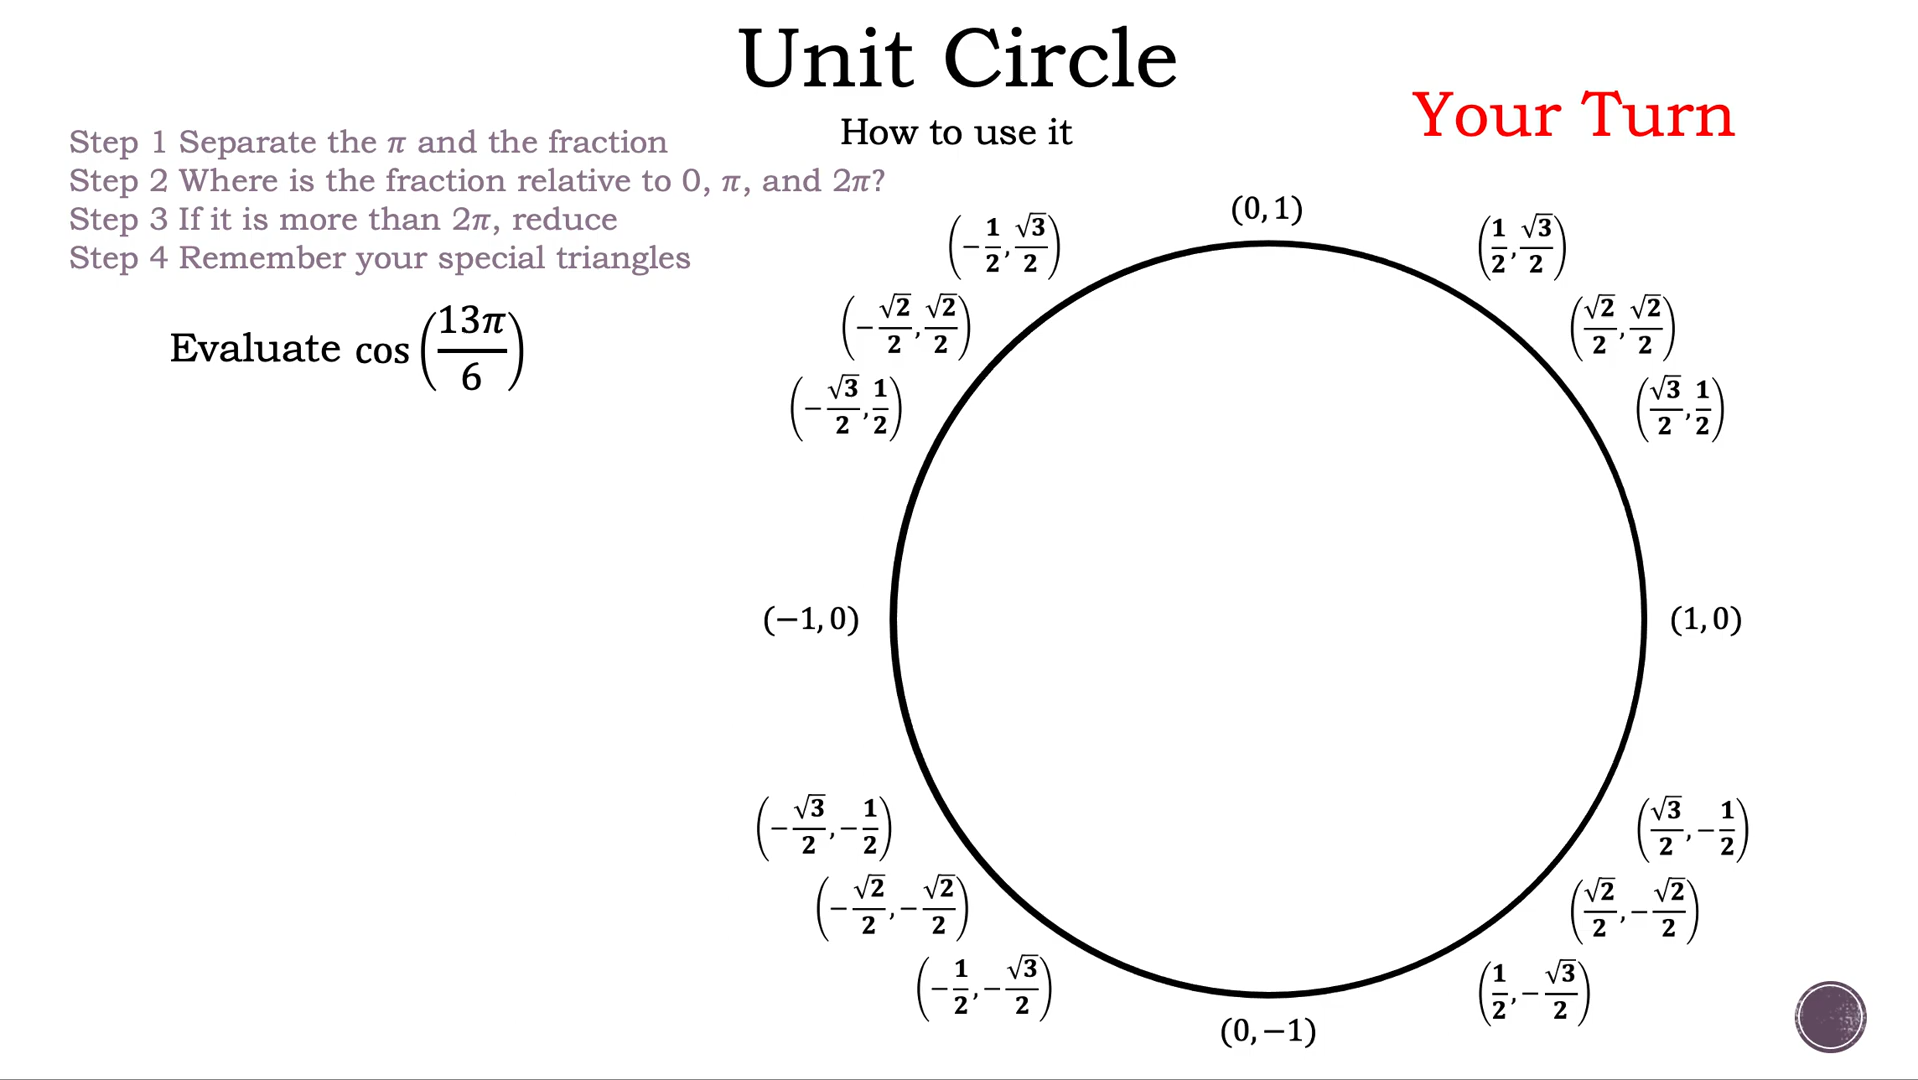 Unit Circle
How to use it
Your Turn
Step 1 Separate the π and the fraction
Step 2 Where is the fraction relative to 0, π, and 2π?
Step 3 If it is more than 2π, reduce
Step 4 Remember your special triangles
Evaluate cos(13π/6)
(0, 1)
(−1/2, √3/2)
(1/2, √3/2)
(−√2/2, √2/2)
(√2/2, √2/2)
(−√3/2, 1/2)
(√3/2, 1/2)
(−1, 0)
(1, 0)
(−√3/2, −1/2)
(√3/2, −1/2)
(−√2/2, −√2/2)
(√2/2, −√2/2)
(−1/2, −√3/2)
(1/2, −√3/2)
(0, −1)